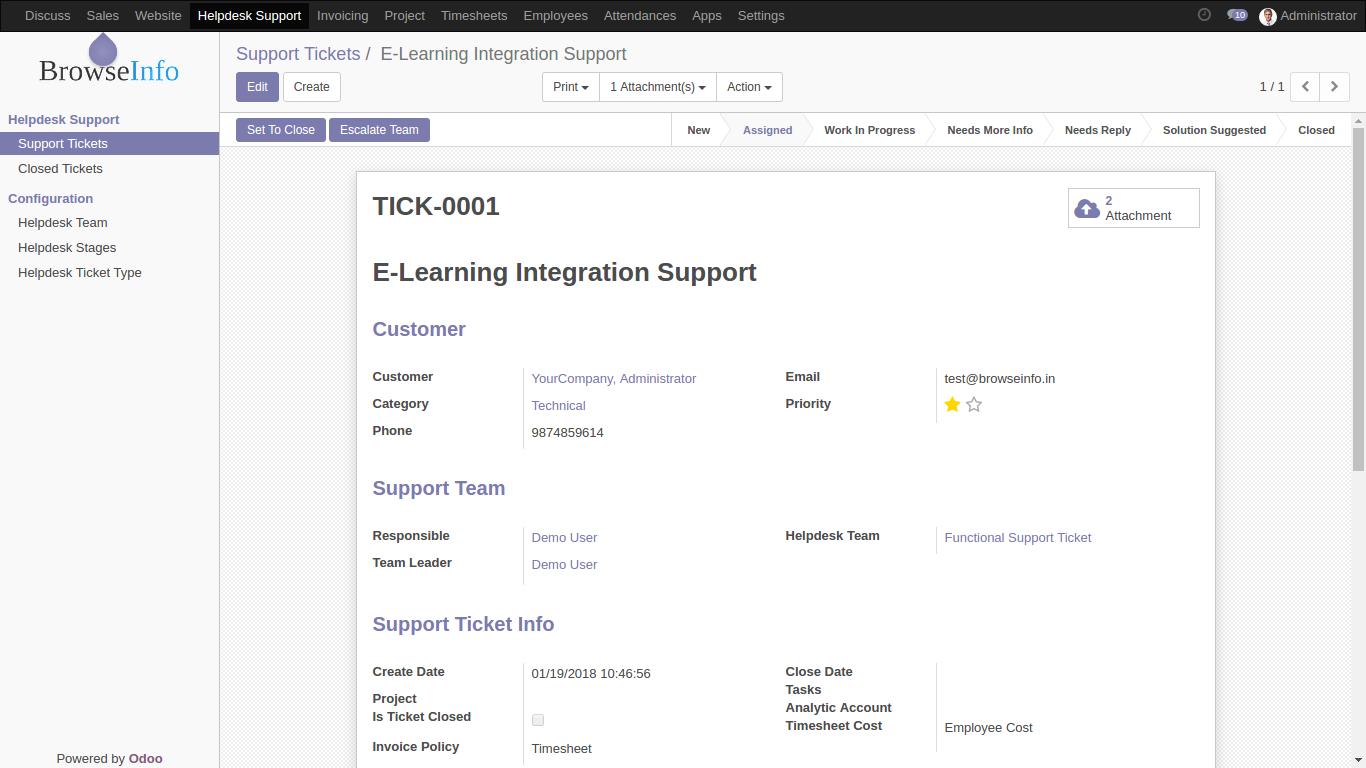 Discuss Sales Website Helpdesk Support Invoicing Project Timesheets Employees Attendances Apps Settings 10 Administrator
BrowseInfo
Support Tickets / E-Learning Integration Support
Edit Create Print 1 Attachment(s) Action 1 / 1
Helpdesk Support
Support Tickets
Closed Tickets
Configuration
Helpdesk Team
Helpdesk Stages
Helpdesk Ticket Type
Powered by Odoo
Set To Close Escalate Team New Assigned Work In Progress Needs More Info Needs Reply Solution Suggested Closed
TICK-0001
2
Attachment
E-Learning Integration Support
Customer
Customer YourCompany, Administrator
Category Technical
Phone 9874859614
Email test@browseinfo.in
Priority
Support Team
Responsible Demo User
Team Leader Demo User
Helpdesk Team Functional Support Ticket
Support Ticket Info
Create Date 01/19/2018 10:46:56
Project
Is Ticket Closed
Invoice Policy Timesheet
Close Date
Tasks
Analytic Account
Timesheet Cost Employee Cost